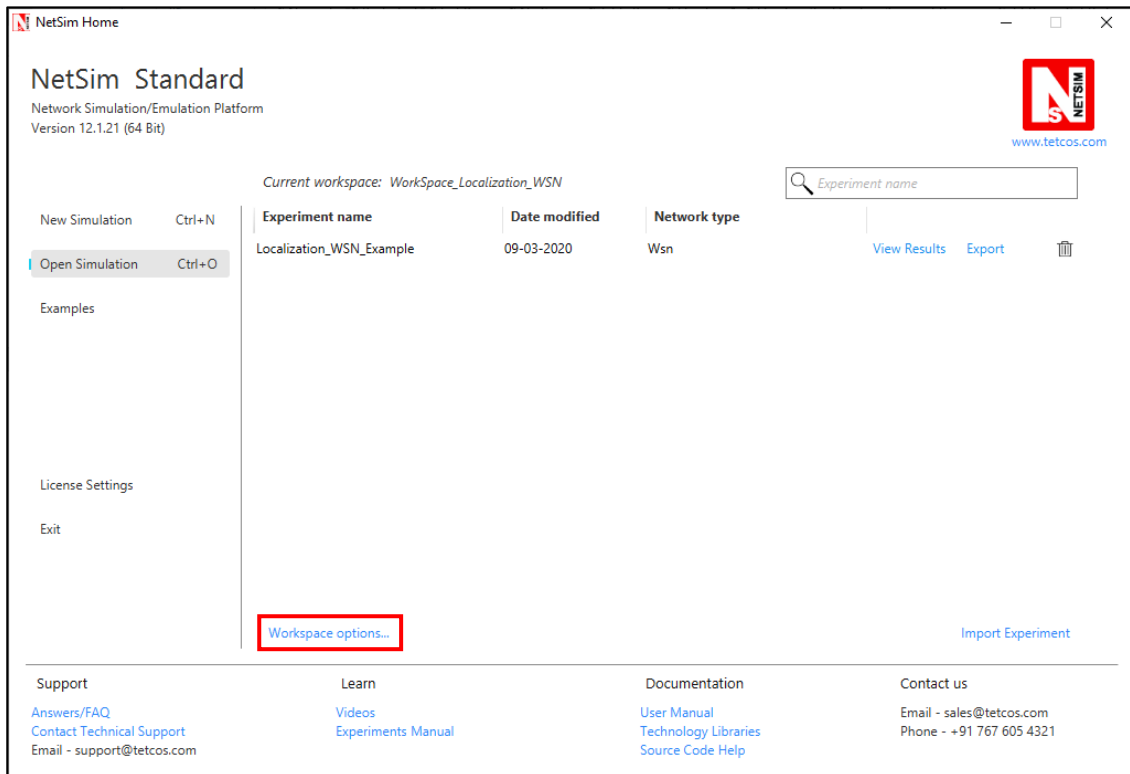 NetSim Home
NetSim Standard
Network Simulation/Emulation Platform
Version 12.1.21 (64 Bit)
NS NETSIM
www.tetcos.com
Current workspace: WorkSpace_Localization_WSN
Experiment name
New Simulation Ctrl+N
Open Simulation Ctrl+O
Examples
License Settings
Exit
Experiment name Date modified Network type
Localization_WSN_Example 09-03-2020 Wsn View Results Export
Workspace options...
Import Experiment
Support
Answers/FAQ
Contact Technical Support
Email - support@tetcos.com
Learn
Videos
Experiments Manual
Documentation
User Manual
Technology Libraries
Source Code Help
Contact us
Email - sales@tetcos.com
Phone - +91 767 605 4321